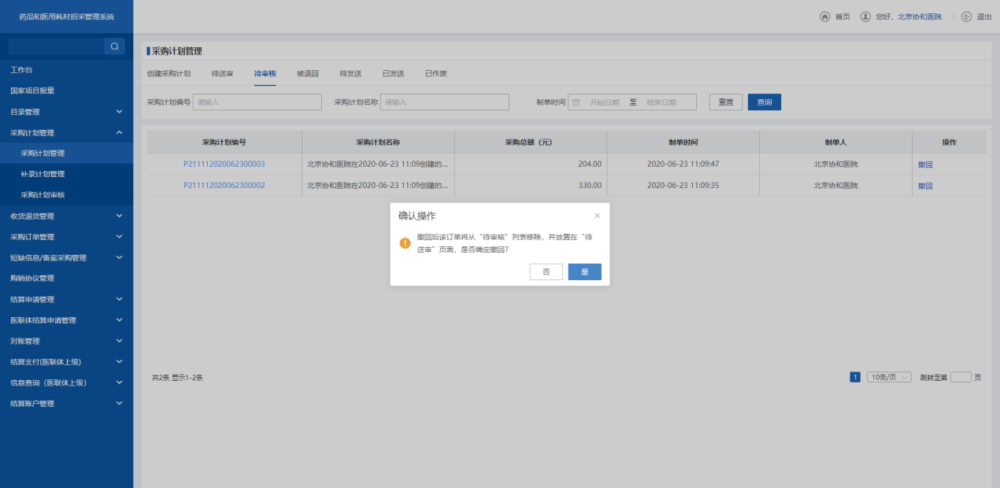 药品和医用耗材招采管理系统
首页
您好，北京协和医院
退出
工作台
国家项目报量
目录管理
采购计划管理
采购计划管理
补录计划管理
采购计划审核
收货退货管理
采购订单管理
短缺信息/备案采购管理
购销协议管理
结算申请管理
医联体结算申请管理
对账管理
结算支付(医联体上级)
信息查询（医联体上级）
结算账户管理
采购计划管理
创建采购计划 待送审 待审核 被退回 待发送 已发送 已作废
采购计划编号 请输入 采购计划名称 请输入 制单时间 开始日期 至 结束日期 重置 查询
采购计划编号 采购计划名称 采购总额（元） 制单时间 制单人 操作
P211112020062300003 北京协和医院在2020-06-23 11:09创建的... 204.00 2020-06-23 11:09:47 北京协和医院 撤回
P211112020062300002 北京协和医院在2020-06-23 11:09创建的... 330.00 2020-06-23 11:09:35 北京协和医院 撤回
确认操作
撤回后该订单将从“待审核”列表移除，并放置在“待
送审”页面，是否确定撤回?
否 是
共2条 显示1-2条 1 10条/页 跳转至第 页